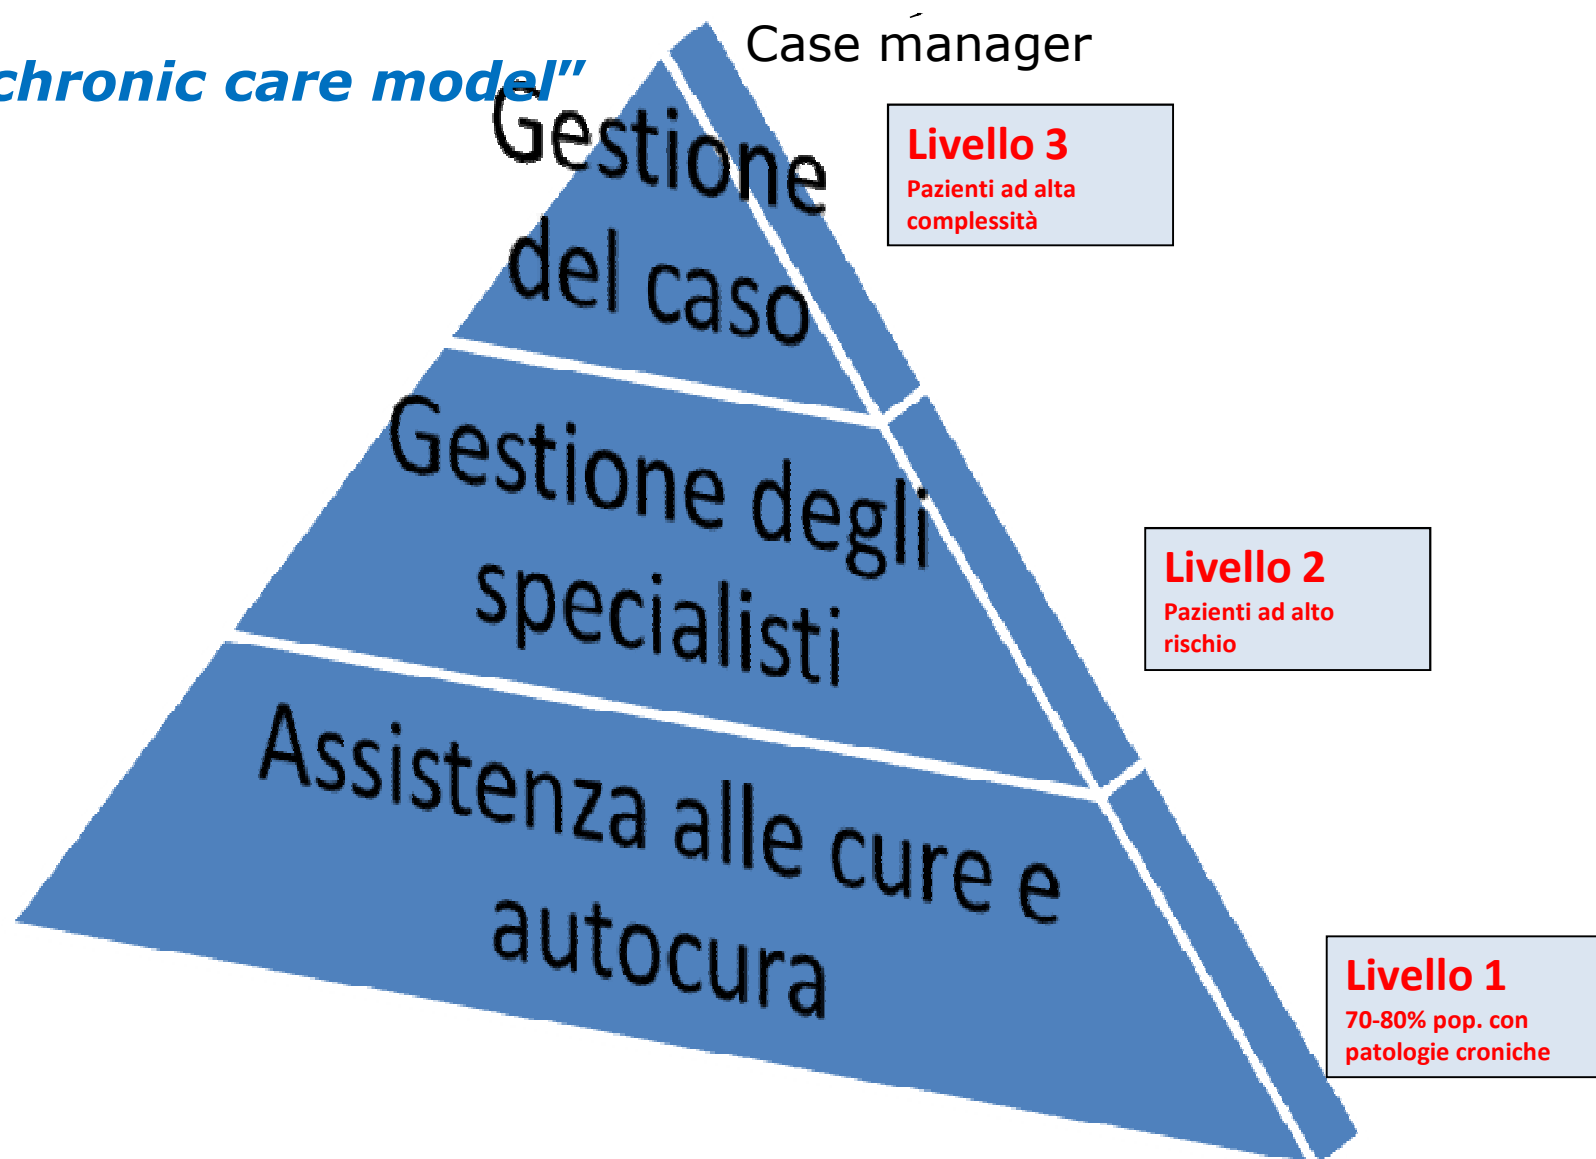 chronic care model”
Case manager
Gestione
del caso
Livello 3
Pazienti ad alta
complessità
Gestione degli
specialisti
Livello 2
Pazienti ad alto
rischio
Assistenza alle cure e
autocura
Livello 1
70-80% pop. con
patologie croniche